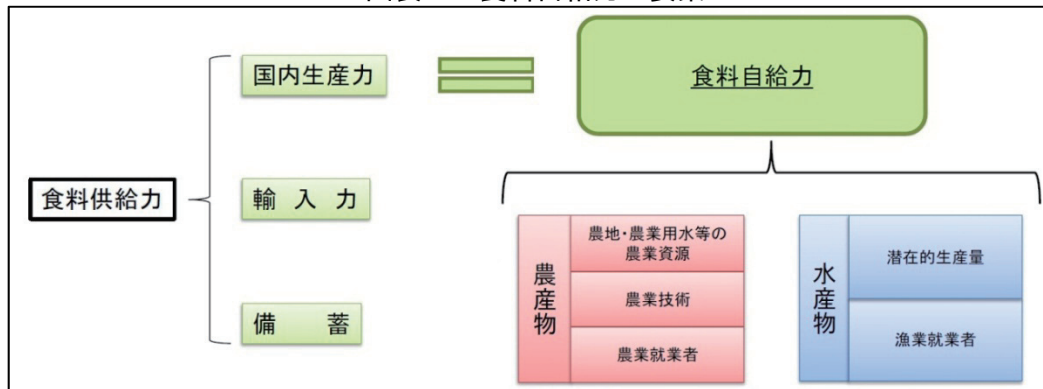 国内生産力
食料自給力
食料供給力
輸入力
備蓄
農産物
農地・農業用水等の
農業資源
農業技術
農業就業者
水産物
潜在的生産量
漁業就業者